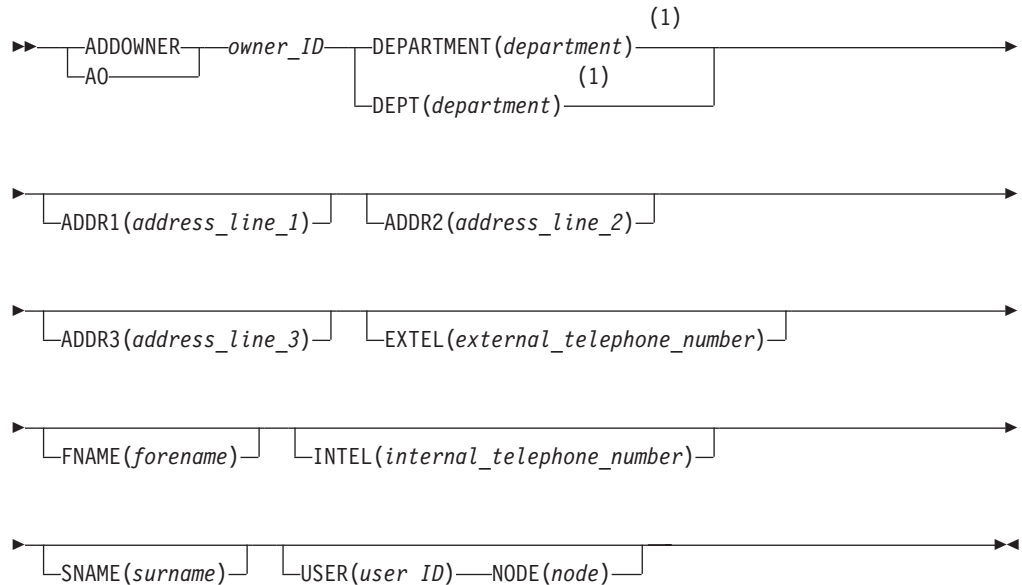 (1)
ADDOWNER owner_ID DEPARTMENT(department)
AO (1)
DEPT(department)
ADDR1(address_line_1) ADDR2(address_line_2)
ADDR3(address_line_3) EXTEL(external_telephone_number)
FNAME(forename) INTEL(internal_telephone_number)
SNAME(surname) USER(user ID) NODE(node)